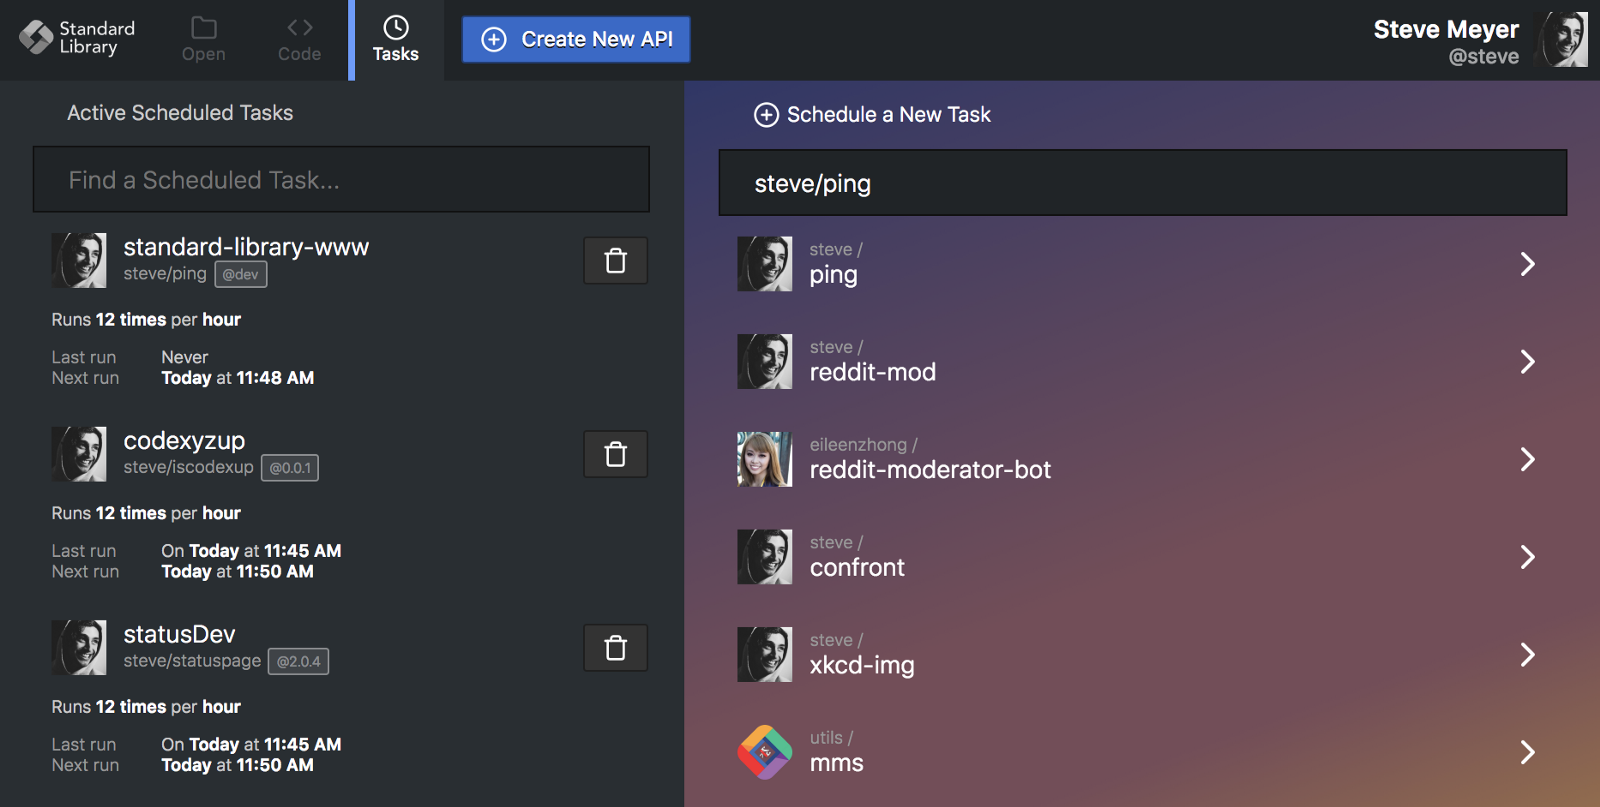 Standard
Library
Open
Code
Tasks
Create New API
Steve Meyer
@steve
Active Scheduled Tasks
Find a Scheduled Task...
standard-library-www
steve/ping @dev
Runs 12 times per hour
Last run Never
Next run Today at 11:48 AM
codexyzup
steve/iscodexup @0.0.1
Runs 12 times per hour
Last run On Today at 11:45 AM
Next run Today at 11:50 AM
statusDev
steve/statuspage @2.0.4
Runs 12 times per hour
Last run On Today at 11:45 AM
Next run Today at 11:50 AM
Schedule a New Task
steve/ping
steve /
ping
steve /
reddit-mod
eileenzhong /
reddit-moderator-bot
steve /
confront
steve /
xkcd-img
utils /
mms